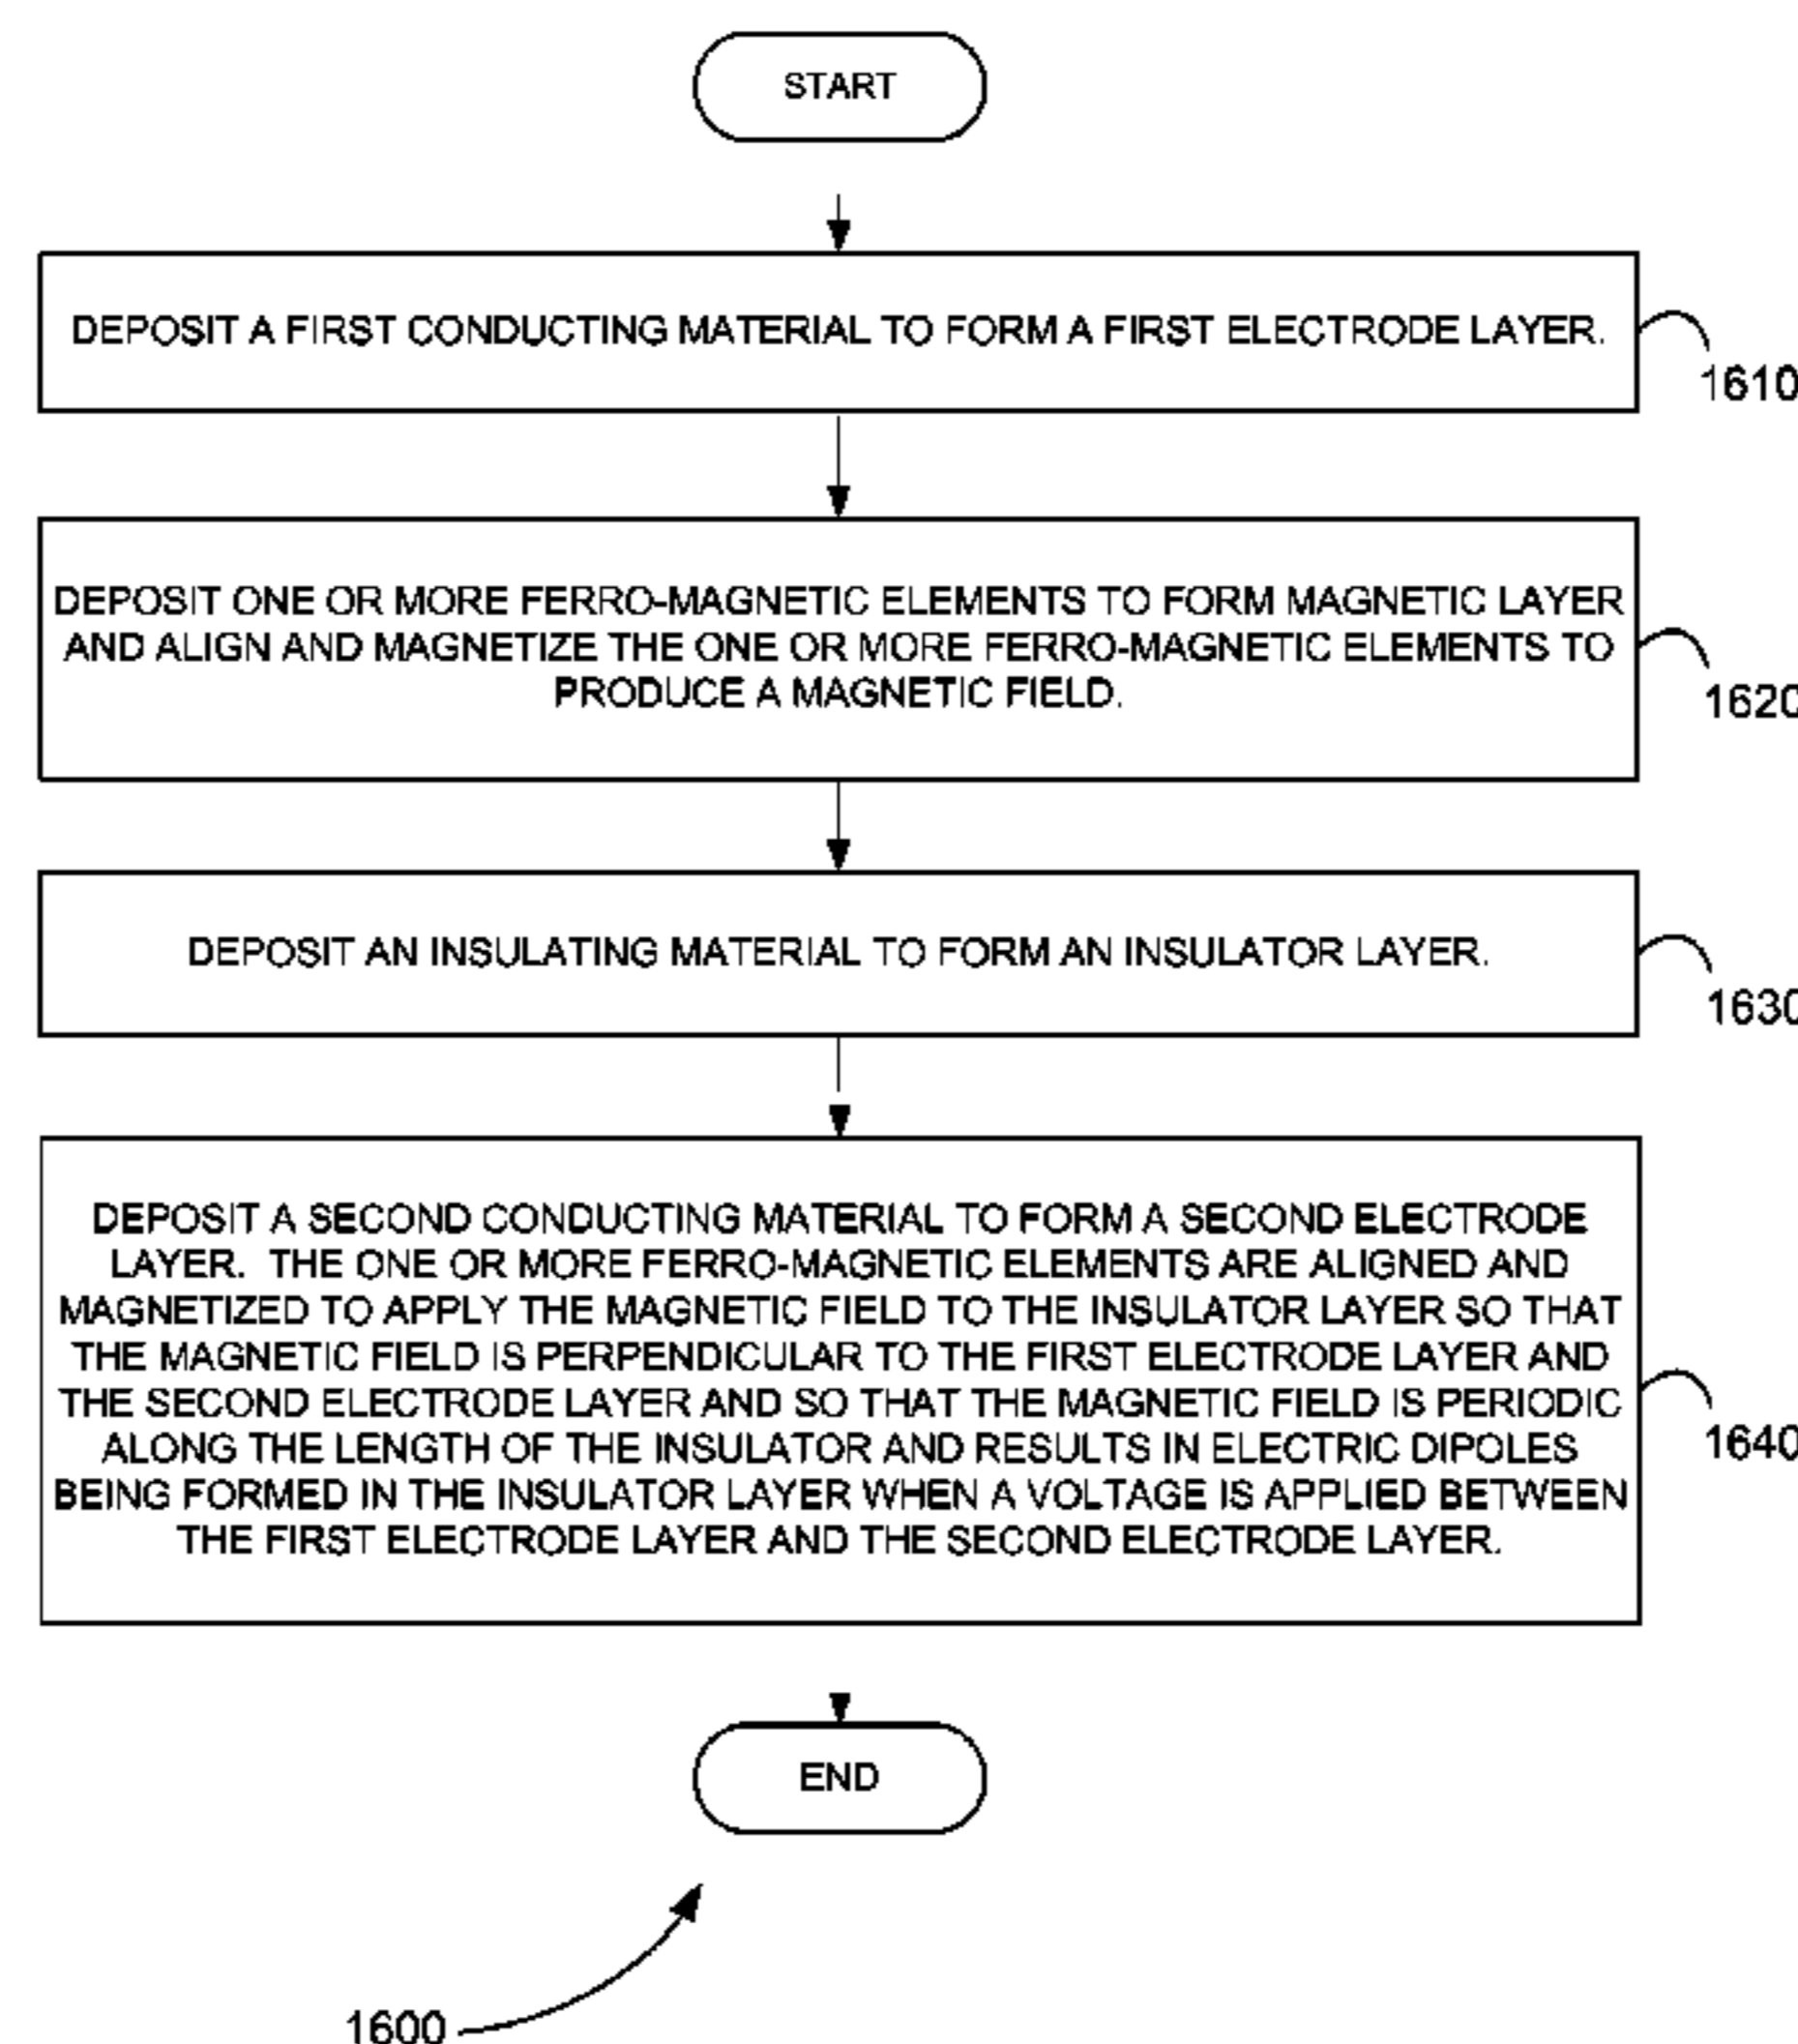 START
DEPOSIT A FIRST CONDUCTING MATERIAL TO FORM A FIRST ELECTRODE LAYER.
1610
DEPOSIT ONE OR MORE FERRO-MAGNETIC ELEMENTS TO FORM MAGNETIC LAYER
AND ALIGN AND MAGNETIZE THE ONE OR MORE FERRO-MAGNETIC ELEMENTS TO
PRODUCE A MAGNETIC FIELD.
1620
DEPOSIT AN INSULATING MATERIAL TO FORM AN INSULATOR LAYER.
1630
DEPOSIT A SECOND CONDUCTING MATERIAL TO FORM A SECOND ELECTRODE
LAYER. THE ONE OR MORE FERRO-MAGNETIC ELEMENTS ARE ALIGNED AND
MAGNETIZED TO APPLY THE MAGNETIC FIELD TO THE INSULATOR LAYER SO THAT
THE MAGNETIC FIELD IS PERPENDICULAR TO THE FIRST ELECTRODE LAYER AND
THE SECOND ELECTRODE LAYER AND SO THAT THE MAGNETIC FIELD IS PERIODIC
ALONG THE LENGTH OF THE INSULATOR AND RESULTS IN ELECTRIC DIPOLES
BEING FORMED IN THE INSULATOR LAYER WHEN A VOLTAGE IS APPLIED BETWEEN
THE FIRST ELECTRODE LAYER AND THE SECOND ELECTRODE LAYER.
1640
END
1600